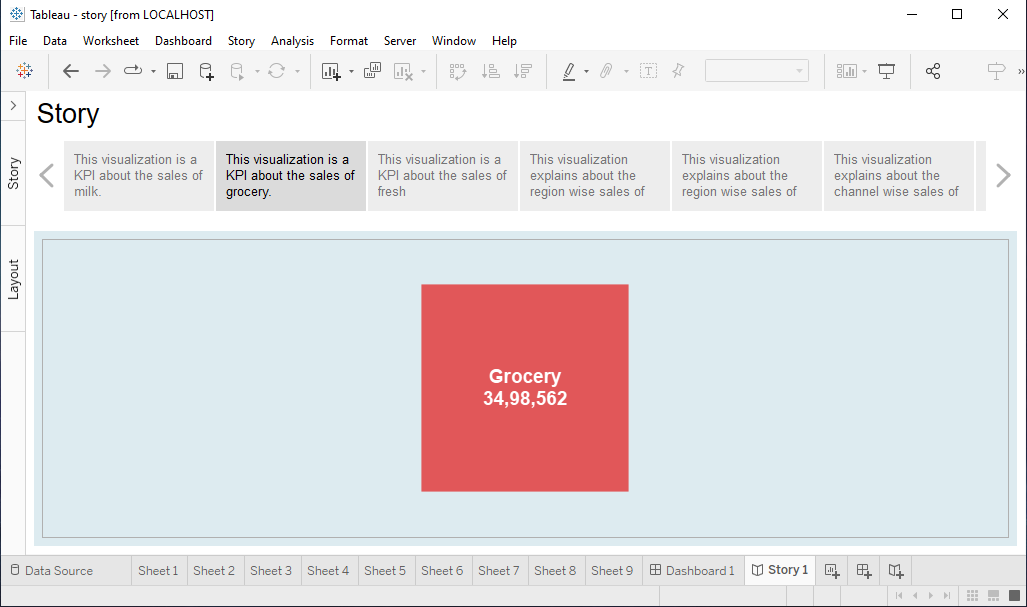 Tableau - story [from LOCALHOST]
File Data Worksheet Dashboard Story Analysis Format Server Window Help
Story
Story
Layout
This visualization is a
KPI about the sales of
milk.
This visualization is a
KPI about the sales of
grocery.
This visualization is a
KPI about the sales of
fresh
This visualization
explains about the
region wise sales of
This visualization
explains about the
region wise sales of
This visualization
explains about the
channel wise sales of
Grocery
34,98,562
Data Source Sheet 1 Sheet 2 Sheet 3 Sheet 4 Sheet 5 Sheet 6 Sheet 7 Sheet 8 Sheet 9 Dashboard 1 Story 1